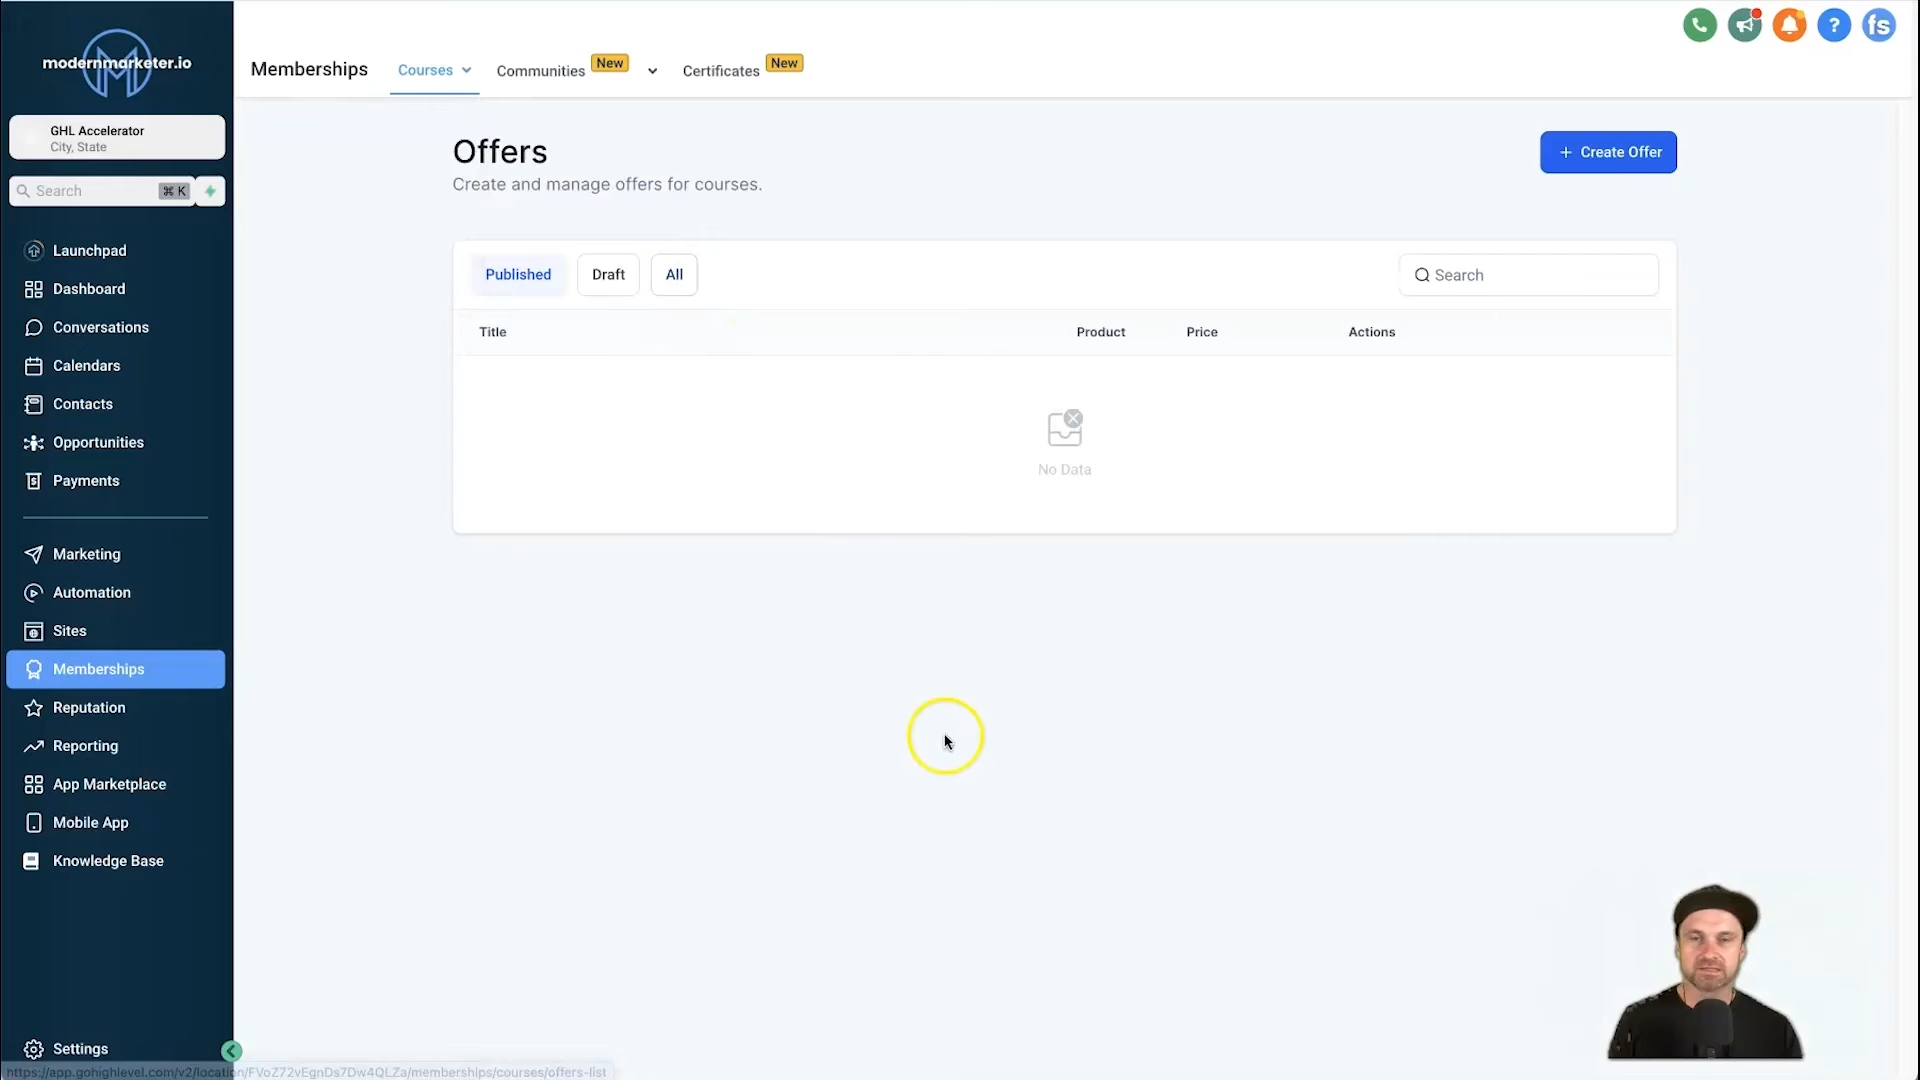 modernmarketer.io
GHL Accelerator
City, State
Search
⌘ K
Launchpad
Dashboard
Conversations
Calendars
Contacts
Opportunities
Payments
Marketing
Automation
Sites
Memberships
Reputation
Reporting
App Marketplace
Mobile App
Knowledge Base
Settings
Memberships
Courses
Communities New
Certificates New
?
fs
Offers
Create and manage offers for courses.
+ Create Offer
Published
Draft
All
Search
Title
Product
Price
Actions
No Data
https://app.gohighlevel.com/v2/location/FVoZ72vEgnDs7Dw4QLZa/memberships/courses/offers-list